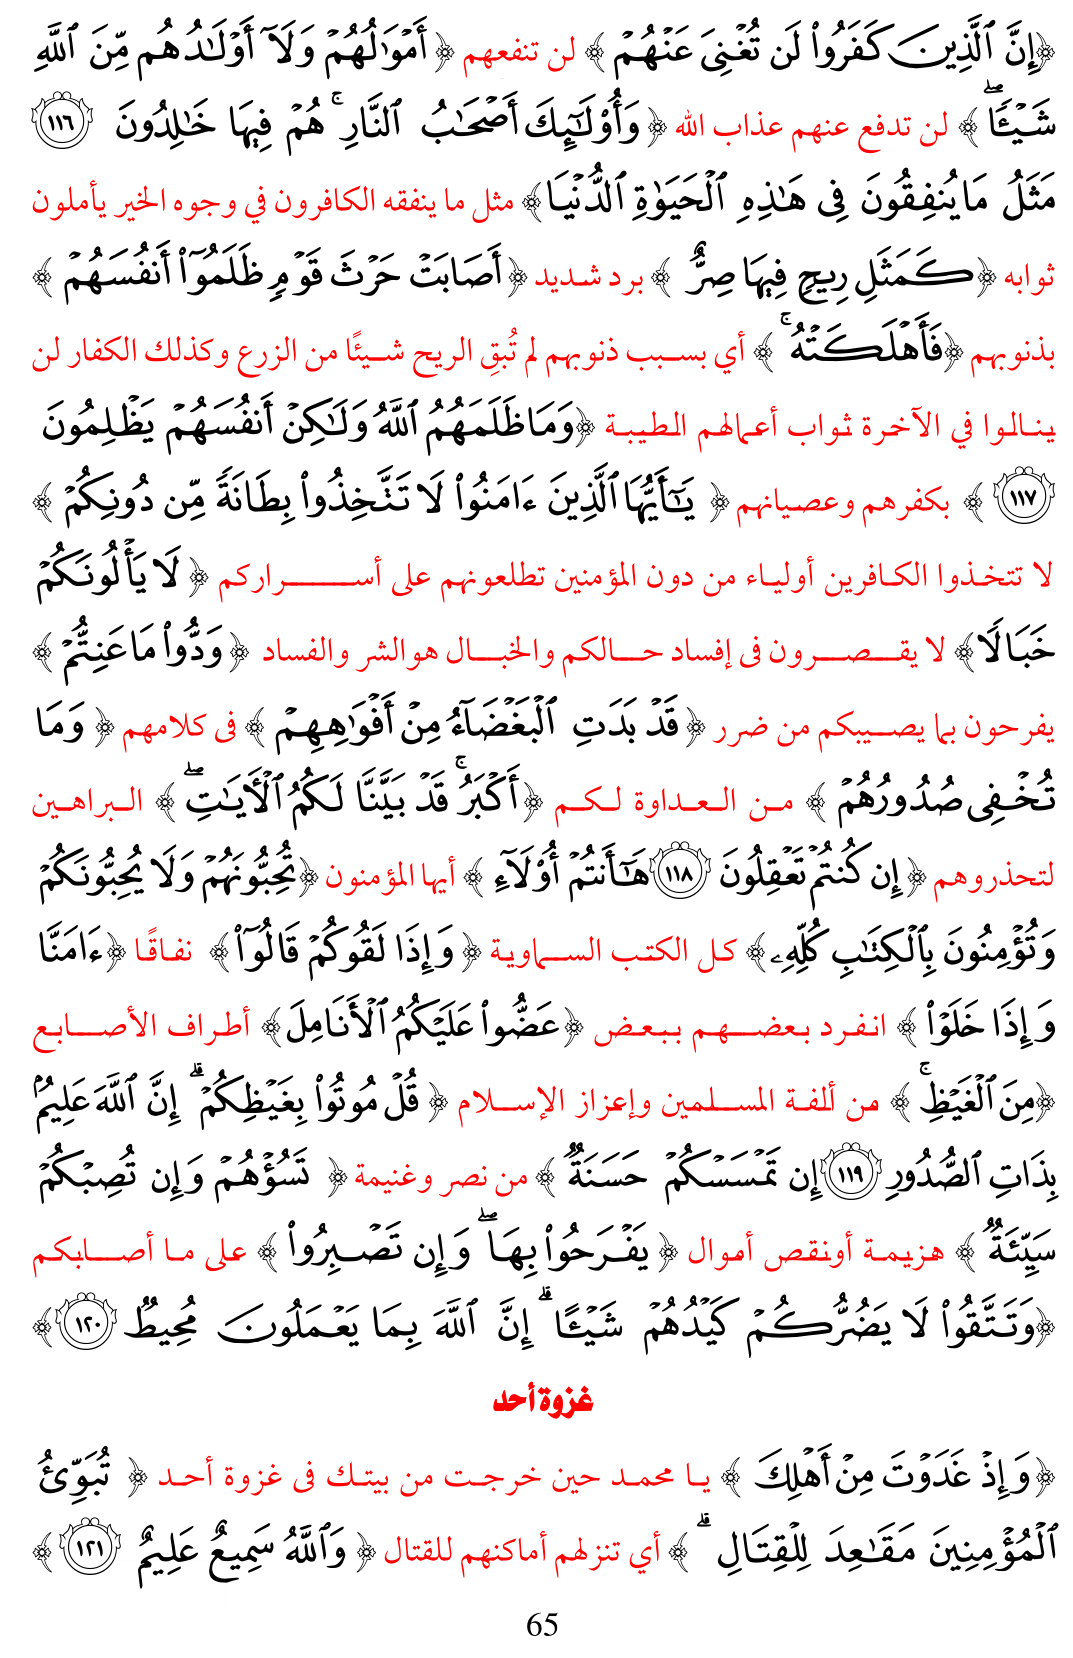 ﴿إِنَّ ٱلَّذِينَ كَفَرُوا۟ لَن تُغْنِىَ عَنْهُمْ ﴾ لن تنفعهم ﴿ أَمْوَٰلُهُمْ وَلَآ أَوْلَـٰدُهُم مِّنَ ٱللَّهِ
شَيْـًٔا ۖ ﴾ لن تدفع عنهم عذاب الله ﴿ وَأُو۟لَـٰٓئِكَ أَصْحَـٰبُ ٱلنَّارِ ۚ هُمْ فِيهَا خَـٰلِدُونَ ١١٦
مَثَلُ مَا يُنفِقُونَ فِى هَـٰذِهِ ٱلْحَيَوٰةِ ٱلدُّنْيَا﴾ مثل ما ينفقه الكافرون في وجوه الخير يأملون
ثوابه ﴿ كَمَثَلِ رِيحٍ فِيهَا صِرٌّ ﴾ برد شديد ﴿ أَصَابَتْ حَرْثَ قَوْمٍ ظَلَمُوٓا۟ أَنفُسَهُمْ ﴾
بذنوبهم ﴿فَأَهْلَكَتْهُ ۚ ﴾ أي بسبب ذنوبهم لم تُبقِ الريح شيئًا من الزرع وكذلك الكفار لن
ينالوا في الآخرة ثواب أعمالهم الطيبة ﴿وَمَا ظَلَمَهُمُ ٱللَّهُ وَلَـٰكِنْ أَنفُسَهُمْ يَظْلِمُونَ
١١٧ ﴾ بكفرهم وعصيانهم ﴿ يَـٰٓأَيُّهَا ٱلَّذِينَ ءَامَنُوا۟ لَا تَتَّخِذُوا۟ بِطَانَةً مِّن دُونِكُمْ ﴾
لا تتخذوا الكافرين أولياء من دون المؤمنين تطلعونهم على أسراركم ﴿ لَا يَأْلُونَكُمْ
خَبَالًا﴾ لا يقصرون فى إفساد حالكم والخبال هوالشر والفساد ﴿ وَدُّوا۟ مَا عَنِتُّمْ ﴾
يفرحون بما يصيبكم من ضرر ﴿ قَدْ بَدَتِ ٱلْبَغْضَآءُ مِنْ أَفْوَٰهِهِمْ ﴾ فى كلامهم ﴿ وَمَا
تُخْفِى صُدُورُهُمْ ﴾ من العداوة لكم ﴿ أَكْبَرُ ۚ قَدْ بَيَّنَّا لَكُمُ ٱلْـَٔايَـٰتِ ۖ ﴾ البراهين
لتحذروهم ﴿ إِن كُنتُمْ تَعْقِلُونَ ١١٨ هَـٰٓأَنتُمْ أُو۟لَآءِ ﴾ أيها المؤمنون ﴿تُحِبُّونَهُمْ وَلَا يُحِبُّونَكُمْ
وَتُؤْمِنُونَ بِٱلْكِتَـٰبِ كُلِّهِۦ ﴾ كل الكتب السماوية ﴿ وَإِذَا لَقُوكُمْ قَالُوٓا۟ ﴾ نفاقًا ﴿ءَامَنَّا
وَإِذَا خَلَوْا۟ ﴾ انفرد بعضهم ببعض ﴿عَضُّوا۟ عَلَيْكُمُ ٱلْأَنَامِلَ﴾ أطراف الأصابع
﴿مِنَ ٱلْغَيْظِ ۚ ﴾ من ألفة المسلمين وإعزاز الإسلام ﴿ قُلْ مُوتُوا۟ بِغَيْظِكُمْ ۗ إِنَّ ٱللَّهَ عَلِيمٌۢ
بِذَاتِ ٱلصُّدُورِ ١١٩ إِن تَمْسَسْكُمْ حَسَنَةٌ ﴾ من نصر وغنيمة ﴿ تَسُؤْهُمْ وَإِن تُصِبْكُمْ
سَيِّئَةٌ ﴾ هزيمة أونقص أموال ﴿ يَفْرَحُوا۟ بِهَا ۖ وَإِن تَصْبِرُوا۟ ﴾ على ما أصابكم
﴿وَتَتَّقُوا۟ لَا يَضُرُّكُمْ كَيْدُهُمْ شَيْـًٔا ۗ إِنَّ ٱللَّهَ بِمَا يَعْمَلُونَ مُحِيطٌ ١٢٠ ﴾
غزوة أحد
﴿وَإِذْ غَدَوْتَ مِنْ أَهْلِكَ ﴾ يا محمد حين خرجت من بيتك فى غزوة أحد ﴿ تُبَوِّئُ
ٱلْمُؤْمِنِينَ مَقَـٰعِدَ لِلْقِتَالِ ۗ ﴾ أي تنزلهم أماكنهم للقتال ﴿ وَٱللَّهُ سَمِيعٌ عَلِيمٌ ١٢١ ﴾
65